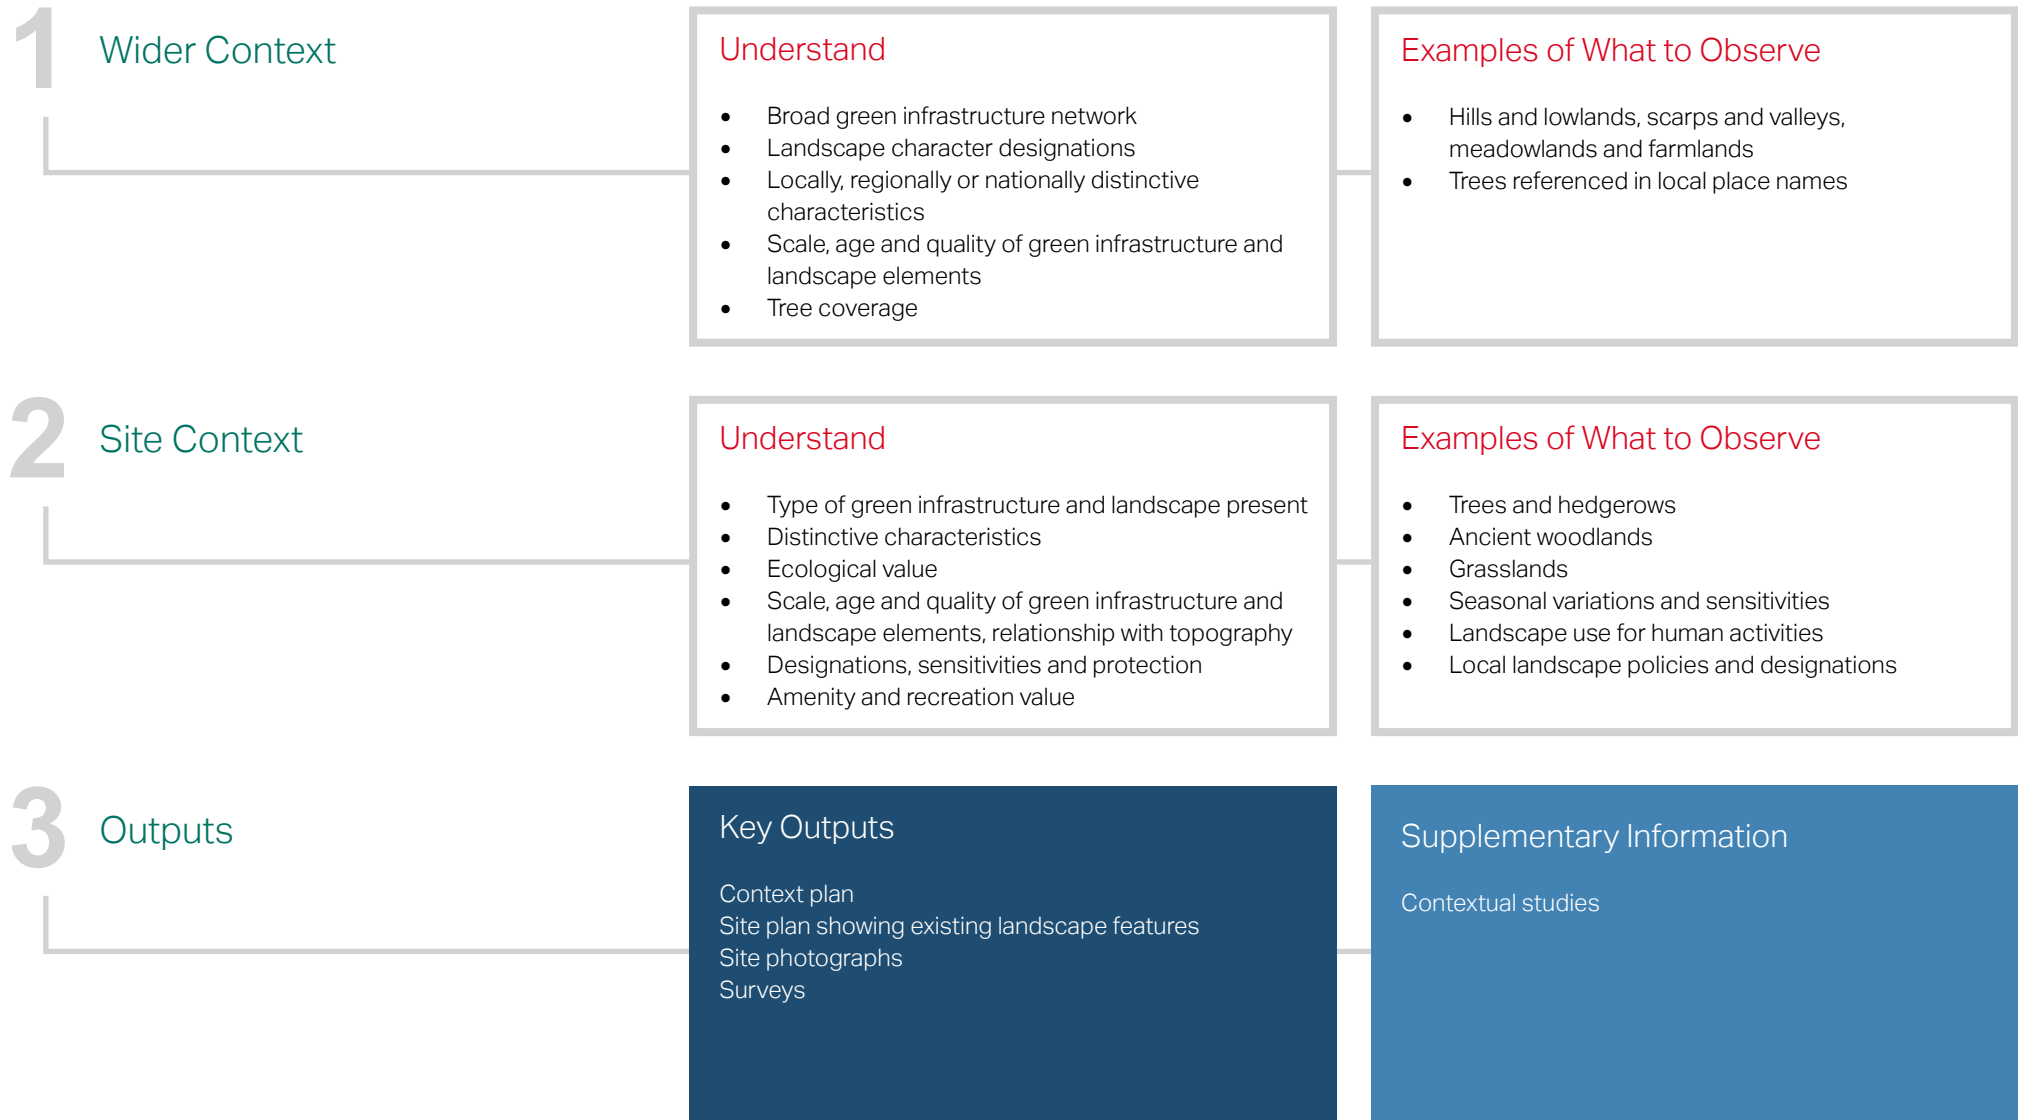 1
Wider Context
Understand
• Broad green infrastructure network
• Landscape character designations
• Locally, regionally or nationally distinctive
characteristics
• Scale, age and quality of green infrastructure and
landscape elements
• Tree coverage
Examples of What to Observe
• Hills and lowlands, scarps and valleys,
meadowlands and farmlands
• Trees referenced in local place names
2
Site Context
Understand
• Type of green infrastructure and landscape present
• Distinctive characteristics
• Ecological value
• Scale, age and quality of green infrastructure and
landscape elements, relationship with topography
• Designations, sensitivities and protection
• Amenity and recreation value
Examples of What to Observe
• Trees and hedgerows
• Ancient woodlands
• Grasslands
• Seasonal variations and sensitivities
• Landscape use for human activities
• Local landscape policies and designations
3
Outputs
Key Outputs
Context plan
Site plan showing existing landscape features
Site photographs
Surveys
Supplementary Information
Contextual studies